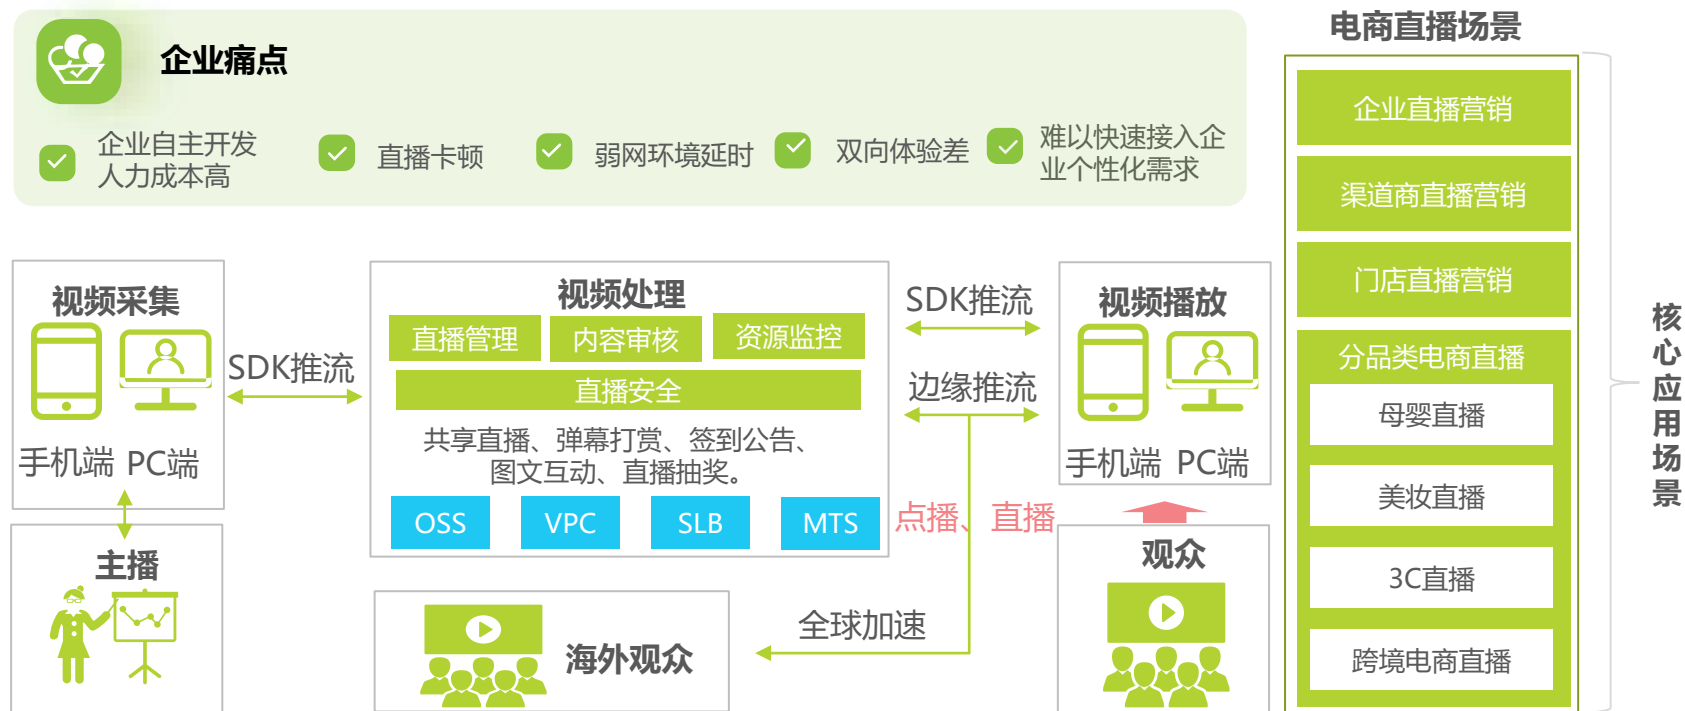 企业痛点
企业自主开发
人力成本高
直播卡顿
弱网环境延时
双向体验差
难以快速接入企
业个性化需求
视频采集
手机端 PC端
SDK推流
主播
视频处理
直播管理
内容审核
资源监控
直播安全
共享直播、弹幕打赏、签到公告、
图文互动、直播抽奖。
OSS
VPC
SLB
MTS
SDK推流
边缘推流
点播、直播
全球加速
海外观众
视频播放
手机端 PC端
观众
电商直播场景
企业直播营销
渠道商直播营销
门店直播营销
分品类电商直播
母婴直播
美妆直播
3C直播
跨境电商直播
核心应用场景